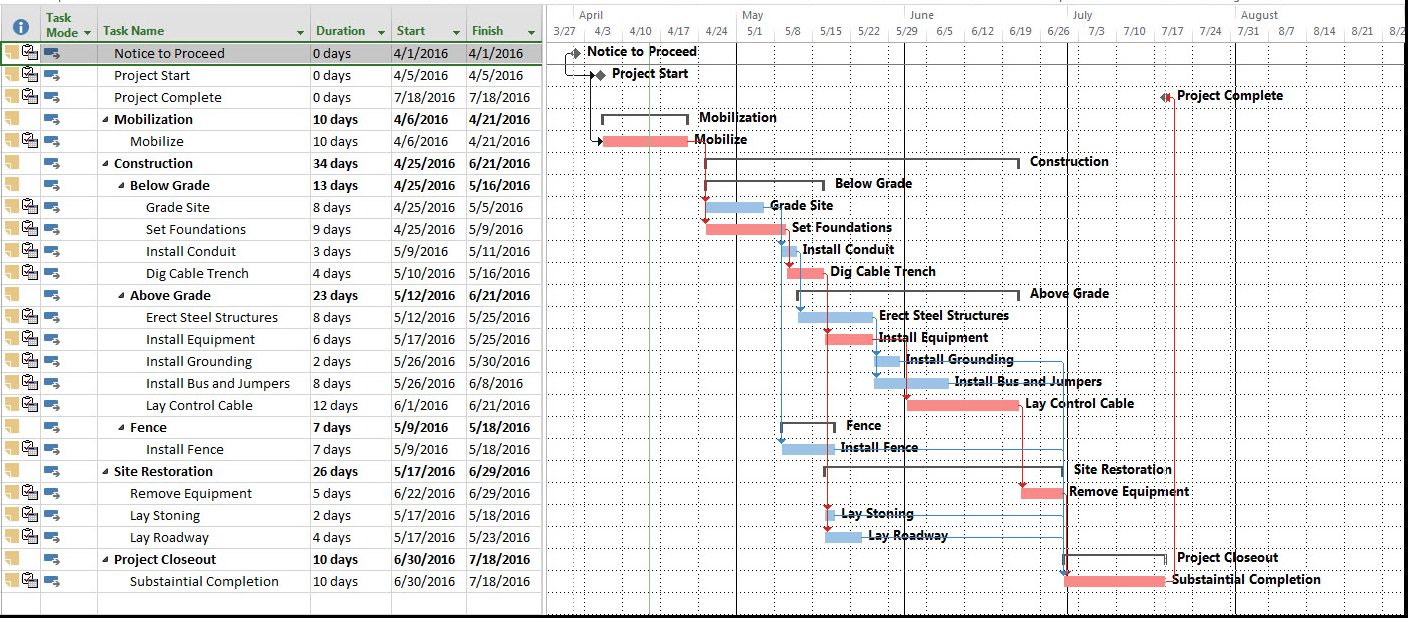 Task Mode Task Name Duration Start Finish
April May June July August
3/27 4/3 4/10 4/17 4/24 5/1 5/8 5/15 5/22 5/29 6/5 6/12 6/19 6/26 7/3 7/10 7/17 7/24 7/31 8/7 8/14 8/21
Notice to Proceed 0 days 4/1/2016 4/1/2016 Notice to Proceed
Project Start 0 days 4/5/2016 4/5/2016 Project Start
Project Complete 0 days 7/18/2016 7/18/2016 Project Complete
Mobilization 10 days 4/6/2016 4/21/2016 Mobilization
Mobilize 10 days 4/6/2016 4/21/2016 Mobilize
Construction 34 days 4/25/2016 6/21/2016 Construction
Below Grade 13 days 4/25/2016 5/16/2016 Below Grade
Grade Site 8 days 4/25/2016 5/5/2016 Grade Site
Set Foundations 9 days 4/25/2016 5/9/2016 Set Foundations
Install Conduit 3 days 5/9/2016 5/11/2016 Install Conduit
Dig Cable Trench 4 days 5/10/2016 5/16/2016 Dig Cable Trench
Above Grade 23 days 5/12/2016 6/21/2016 Above Grade
Erect Steel Structures 8 days 5/12/2016 5/25/2016 Erect Steel Structures
Install Equipment 6 days 5/17/2016 5/25/2016 Install Equipment
Install Grounding 2 days 5/26/2016 5/30/2016 Install Grounding
Install Bus and Jumpers 8 days 5/26/2016 6/8/2016 Install Bus and Jumpers
Lay Control Cable 12 days 6/1/2016 6/21/2016 Lay Control Cable
Fence 7 days 5/9/2016 5/18/2016 Fence
Install Fence 7 days 5/9/2016 5/18/2016 Install Fence
Site Restoration 26 days 5/17/2016 6/29/2016 Site Restoration
Remove Equipment 5 days 6/22/2016 6/29/2016 Remove Equipment
Lay Stoning 2 days 5/17/2016 5/18/2016 Lay Stoning
Lay Roadway 4 days 5/17/2016 5/23/2016 Lay Roadway
Project Closeout 10 days 6/30/2016 7/18/2016 Project Closeout
Substaintial Completion 10 days 6/30/2016 7/18/2016 Substaintial Completion